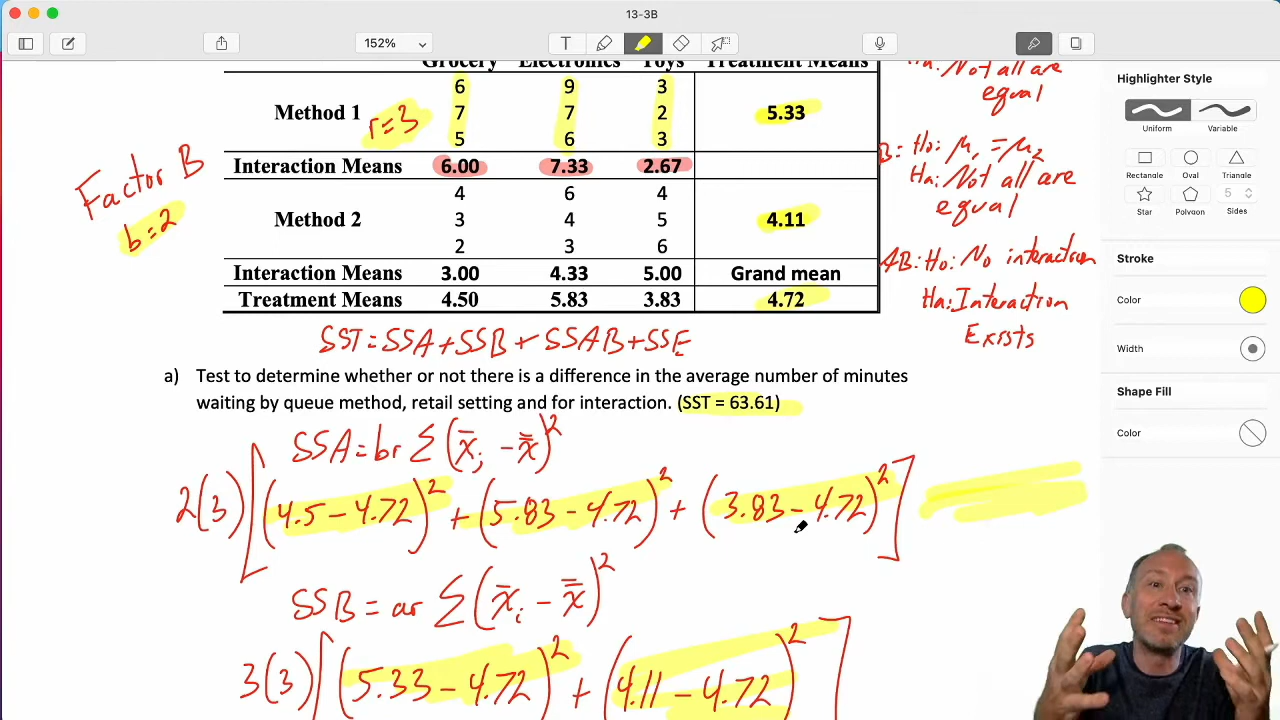 13-3B
152%
T
Grocery Electronics Toys Treatment Means
6 9 3
Method 1 r=3 7 7 2 5.33
5 6 3
Interaction Means 6.00 7.33 2.67
4 6 4
Method 2 3 4 5 4.11
2 3 6
Interaction Means 3.00 4.33 5.00 Grand mean
Treatment Means 4.50 5.83 3.83 4.72
Factor B
b=2
Ha: Not all are
equal
B: Ho: μ₁ = μ₂
Ha: Not all are
equal
AB: Ho: No interaction
Ha: Interaction
Exists
SST = SSA + SSB + SSAB + SSE
a) Test to determine whether or not there is a difference in the average number of minutes
waiting by queue method, retail setting and for interaction. (SST = 63.61)
SSA = br Σ(x̄ⱼ - x̿)²
2(3)[(4.5 - 4.72)² + (5.83 - 4.72)² + (3.83 - 4.72)²]
SSB = ar Σ(x̄ᵢ - x̿)²
3(3)[(5.33 - 4.72)² + (4.11 - 4.72)²]
Highlighter Style
Uniform Variable
Rectangle Oval Triangle
5
Star Polygon Sides
Stroke
Color
Width
Shape Fill
Color